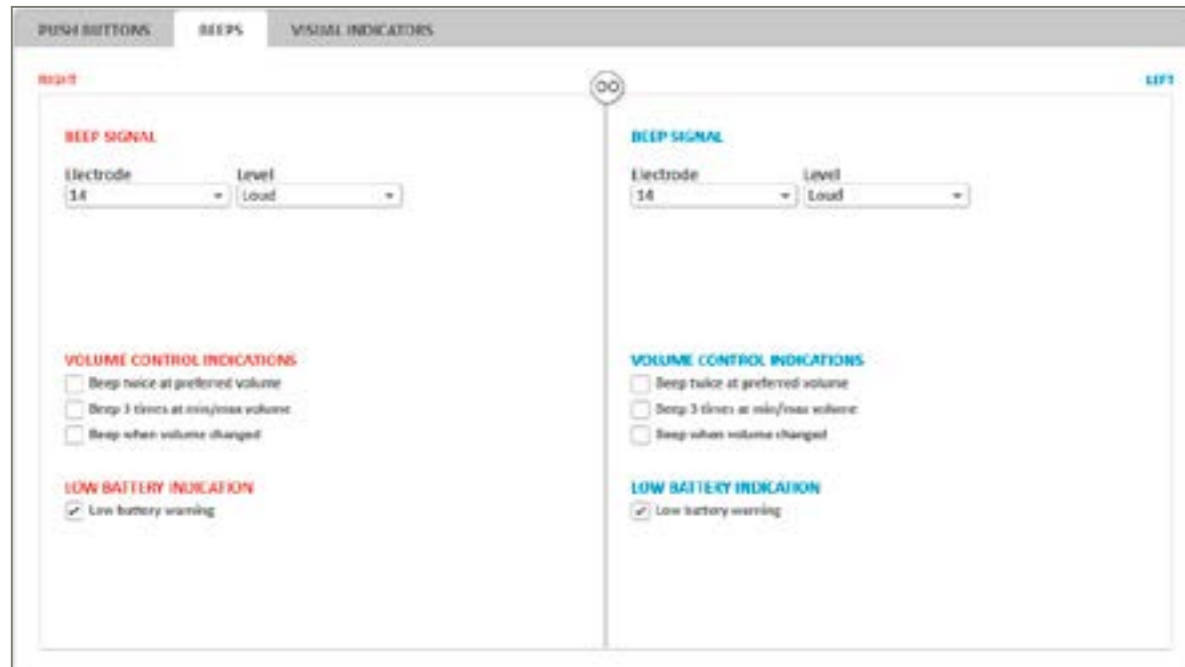 PUSH BUTTONS BEEPS VISUAL INDICATORS
RIGHT LEFT
BEEP SIGNAL
Electrode Level
14 Loud
VOLUME CONTROL INDICATIONS
Beep twice at preferred volume
Beep 3 times at min/max volume
Beep when volume changed
LOW BATTERY INDICATION
Low battery warning
BEEP SIGNAL
Electrode Level
14 Loud
VOLUME CONTROL INDICATIONS
Beep twice at preferred volume
Beep 3 times at min/max volume
Beep when volume changed
LOW BATTERY INDICATION
Low battery warning